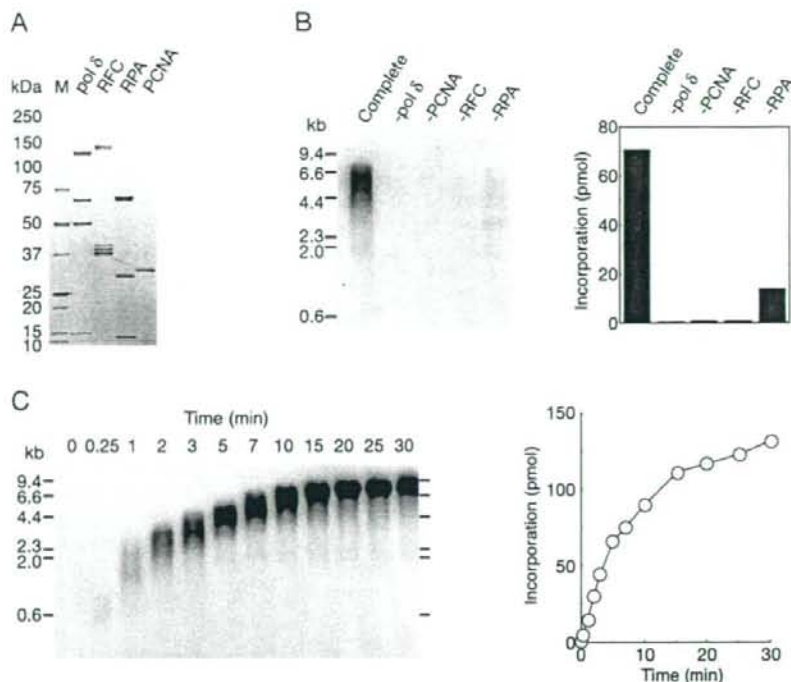 A
kDa M pol δ RFC RPA PCNA
250
150
100
75
50
37
25
20
15
10
B
kb
Complete -pol δ -PCNA -RFC -RPA
9.4
6.6
4.4
2.3
2.0
0.6
Complete -pol δ -PCNA -RFC -RPA
Incorporation (pmol)
80
60
40
20
0
C
Time (min)
kb 0 0.25 1 2 3 5 7 10 15 20 25 30
9.4
6.6
4.4
2.3
2.0
0.6
Incorporation (pmol)
150
100
50
0
0 10 20 30
Time (min)